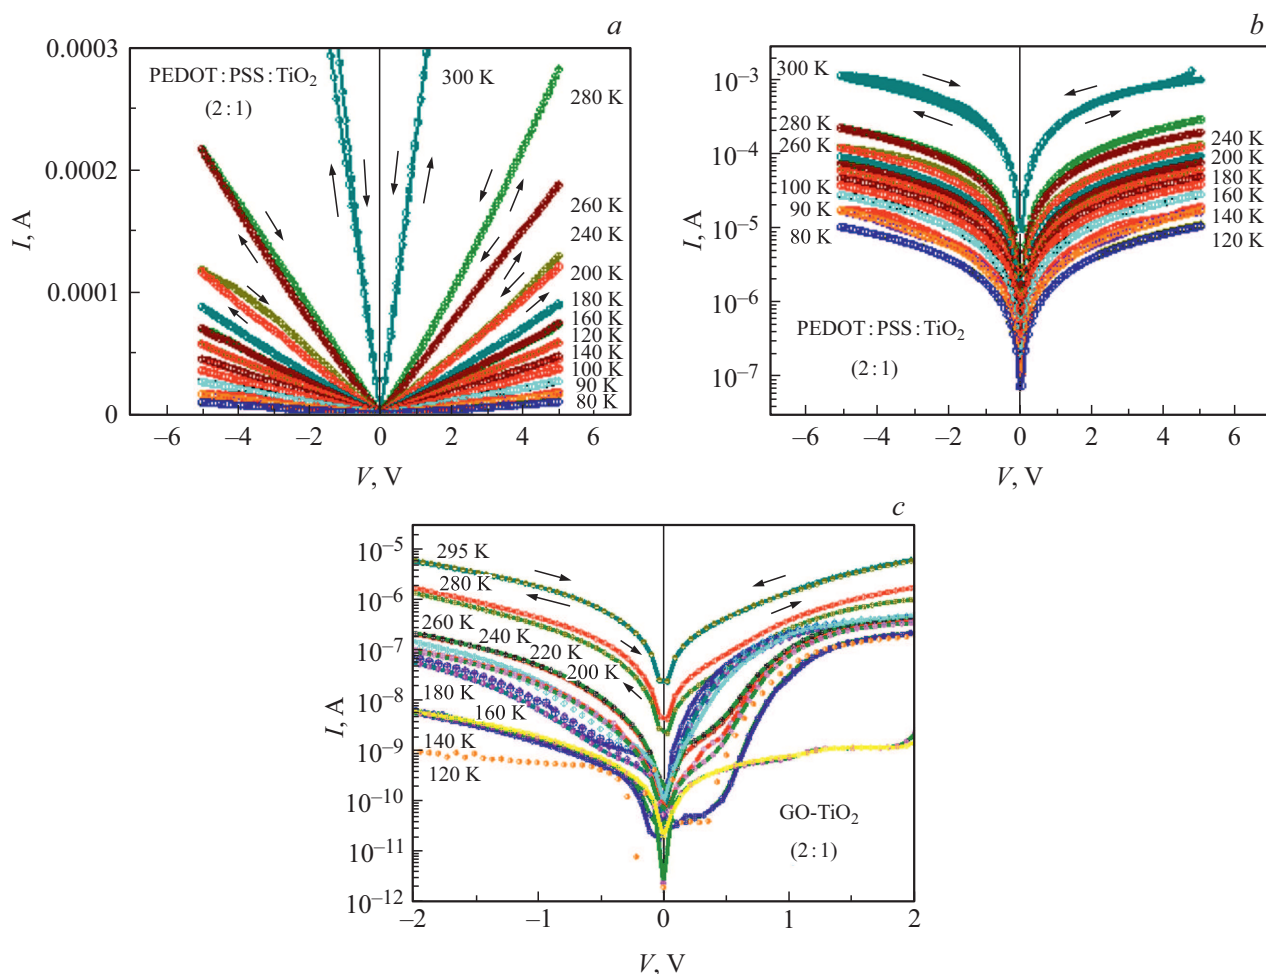 a
0.0003
0.0002
0.0001
0
I, A
PEDOT:PSS:TiO₂
(2:1)
300 K
280 K
260 K
240 K
200 K
180 K
160 K
120 K
140 K
100 K
90 K
80 K
–6 –4 –2 0 2 4 6
V, V
b
10⁻³
10⁻⁴
10⁻⁵
10⁻⁶
10⁻⁷
I, A
300 K
280 K
260 K
100 K
90 K
80 K
240 K
200 K
180 K
160 K
140 K
120 K
PEDOT:PSS:TiO₂
(2:1)
–6 –4 –2 0 2 4 6
V, V
c
10⁻⁵
10⁻⁶
10⁻⁷
10⁻⁸
10⁻⁹
10⁻¹⁰
10⁻¹¹
10⁻¹²
I, A
295 K
280 K
260 K
240 K
220 K
200 K
180 K
160 K
140 K
120 K
GO-TiO₂
(2:1)
–2 –1 0 1 2
V, V